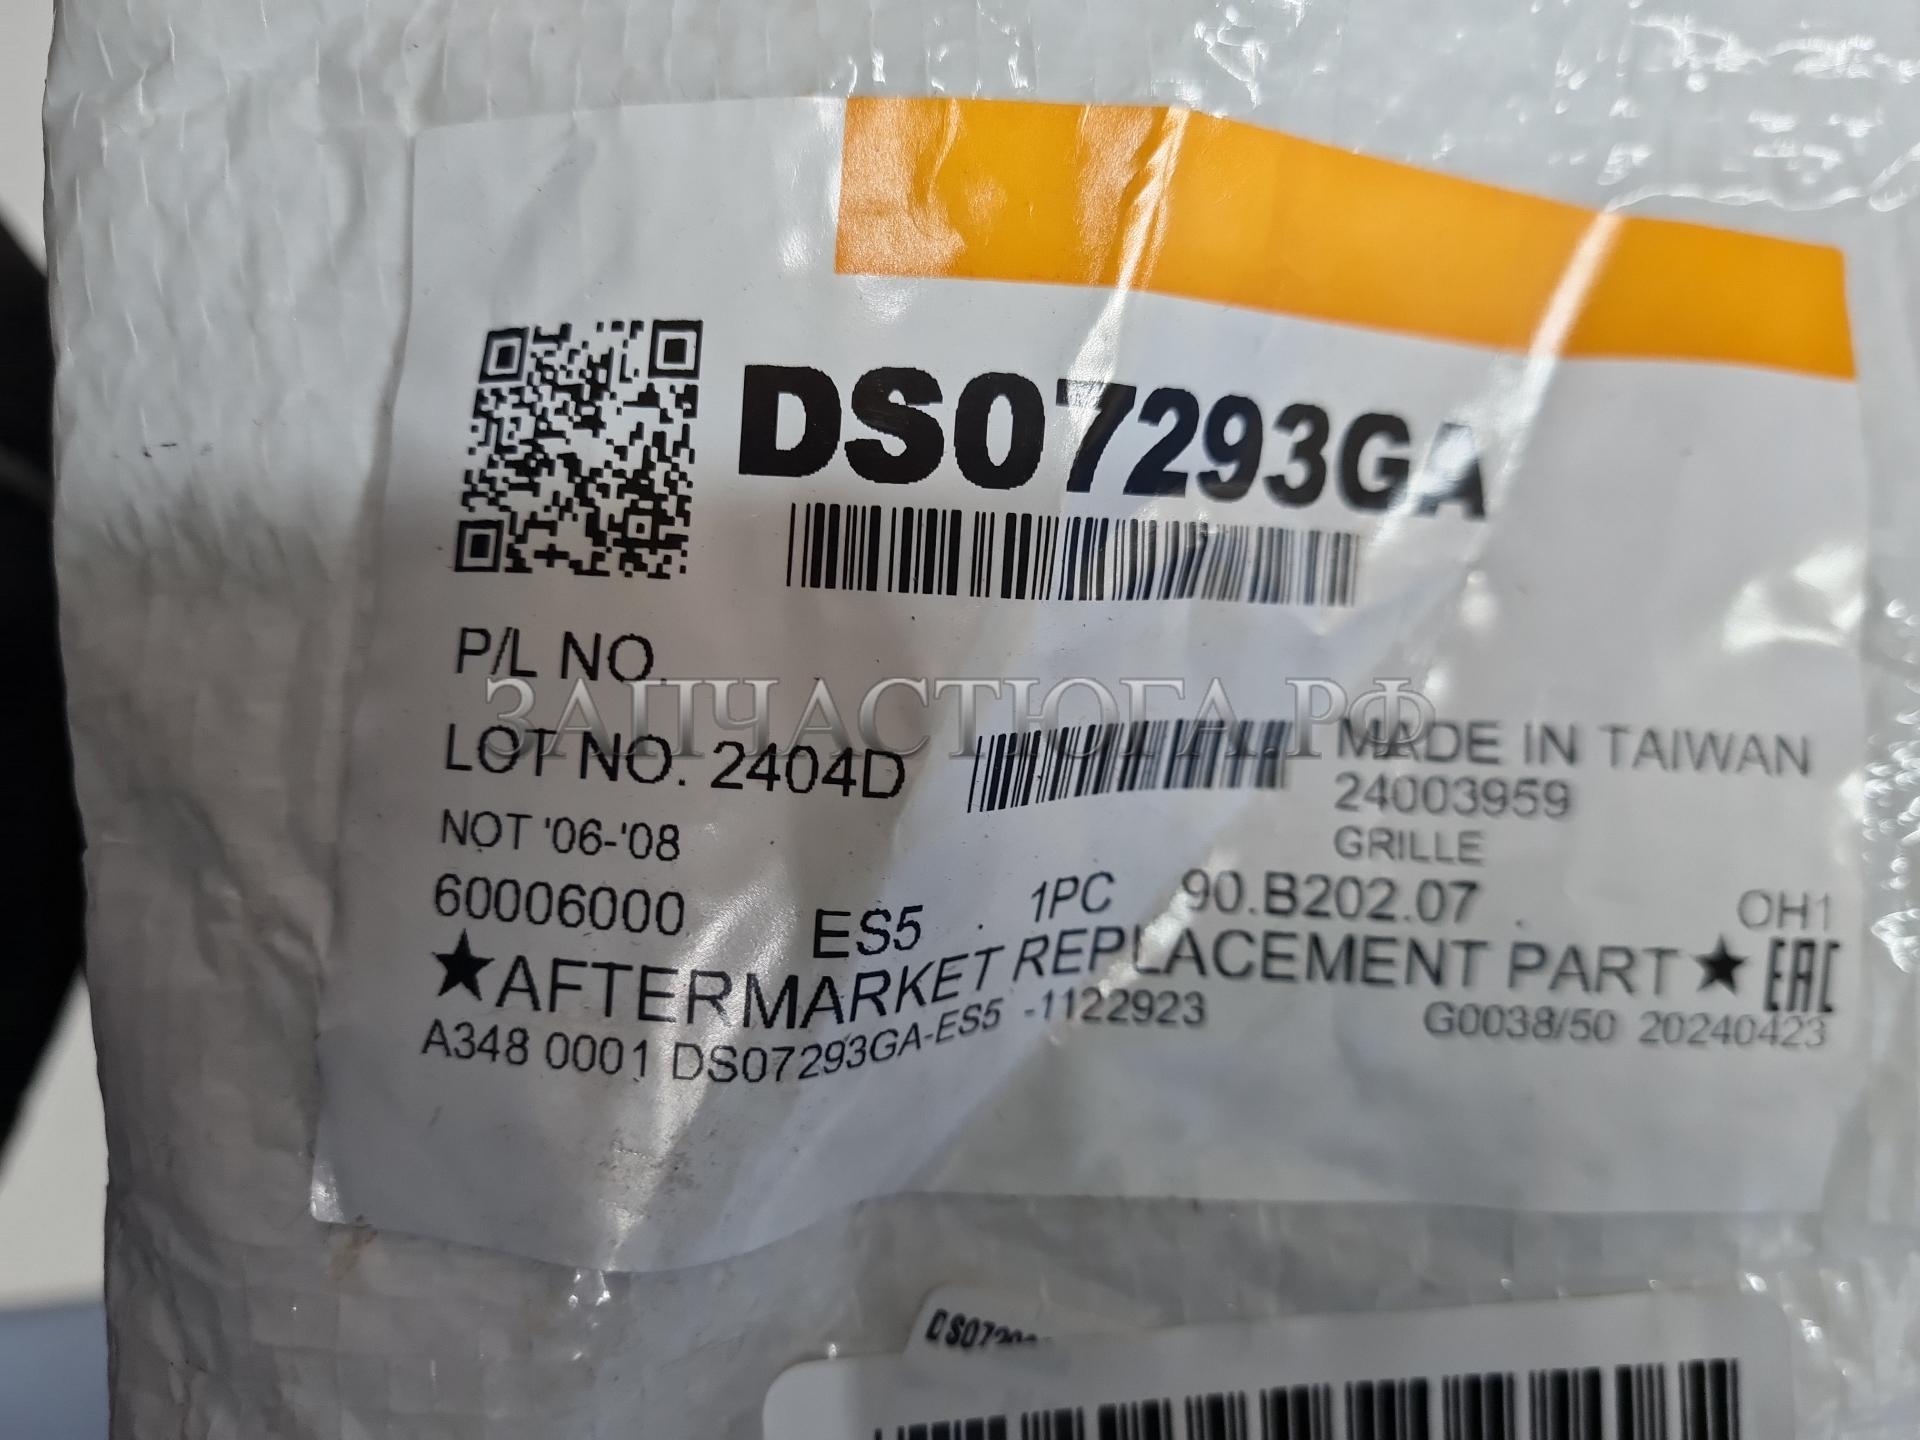 DS07293GA
P/L NO.
ЗАПЧАСТЮГА.РФ
LOT NO. 2404D
MADE IN TAIWAN
24003959
NOT '06-'08
GRILLE
60006000 ES5 1PC 90.B202.07 OH1
★AFTERMARKET REPLACEMENT PART★ EAC
A348 0001 DS07293GA-ES5 -1122923 G0038/50 20240423